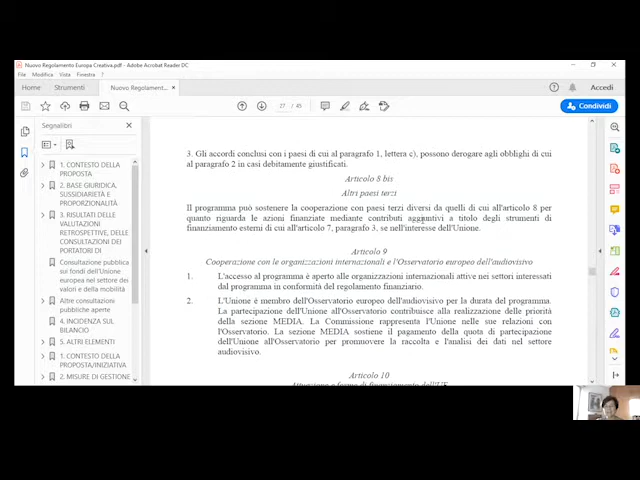 Nuovo Regolamento Europa Creativa.pdf - Adobe Acrobat Reader DC
File Modifica Vista Finestra ?
Home Strumenti Nuovo Regolament... × Accedi
27 / 45 Condividi
Segnalibri
3. Gli accordi conclusi con i paesi di cui al paragrafo 1, lettera c), possono derogare agli obblighi di cui
al paragrafo 2 in casi debitamente giustificati.
Articolo 8 bis
Altri paesi terzi
Il programma può sostenere la cooperazione con paesi terzi diversi da quelli di cui all'articolo 8 per
quanto riguarda le azioni finanziate mediante contributi aggiuntivi a titolo degli strumenti di
finanziamento esterni di cui all'articolo 7, paragrafo 3, se nell'interesse dell'Unione.
Articolo 9
Cooperazione con le organizzazioni internazionali e l'Osservatorio europeo dell'audiovisivo
1. L'accesso al programma è aperto alle organizzazioni internazionali attive nei settori interessati
dal programma in conformità del regolamento finanziario.
2. L'Unione è membro dell'Osservatorio europeo dell'audiovisivo per la durata del programma.
La partecipazione dell'Unione all'Osservatorio contribuisce alla realizzazione delle priorità
della sezione MEDIA. La Commissione rappresenta l'Unione nelle sue relazioni con
l'Osservatorio. La sezione MEDIA sostiene il pagamento della quota di partecipazione
dell'Unione all'Osservatorio per promuovere la raccolta e l'analisi dei dati nel settore
audiovisivo.
Articolo 10
Attuazione e forme di finanziamento dell'UE
1. CONTESTO DELLA
PROPOSTA
2. BASE GIURIDICA,
SUSSIDIARIETÀ E
PROPORZIONALITÀ
3. RISULTATI DELLE
VALUTAZIONI
RETROSPETTIVE, DELLE
CONSULTAZIONI DEI
PORTATORI DI
Consultazione pubblica
sui fondi dell'Unione
europea nel settore dei
valori e della mobilità
Altre consultazioni
pubbliche aperte
4. INCIDENZA SUL
BILANCIO
5. ALTRI ELEMENTI
1. CONTESTO DELLA
PROPOSTA/INIZIATIVA
2. MISURE DI GESTIONE